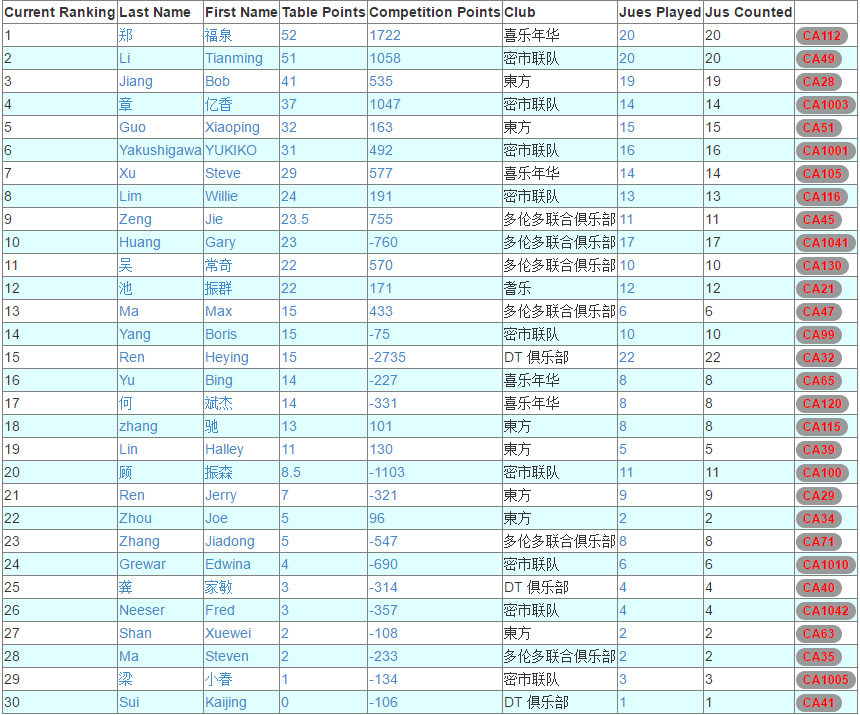 Current Ranking Last Name First Name Table Points Competition Points Club Jues Played Jus Counted
1 郑 福泉 52 1722 喜乐年华 20 20 CA112
2 Li Tianming 51 1058 密市联队 20 20 CA49
3 Jiang Bob 41 535 東方 19 19 CA28
4 章 亿香 37 1047 密市联队 14 14 CA1003
5 Guo Xiaoping 32 163 東方 15 15 CA51
6 Yakushigawa YUKIKO 31 492 密市联队 16 16 CA1001
7 Xu Steve 29 577 喜乐年华 14 14 CA105
8 Lim Willie 24 191 密市联队 13 13 CA116
9 Zeng Jie 23.5 755 多伦多联合俱乐部 11 11 CA45
10 Huang Gary 23 -760 多伦多联合俱乐部 17 17 CA1041
11 吴 常奇 22 570 多伦多联合俱乐部 10 10 CA130
12 池 振群 22 171 耆乐 12 12 CA21
13 Ma Max 15 433 多伦多联合俱乐部 6 6 CA47
14 Yang Boris 15 -75 密市联队 10 10 CA99
15 Ren Heying 15 -2735 DT 俱乐部 22 22 CA32
16 Yu Bing 14 -227 喜乐年华 8 8 CA65
17 何 斌杰 14 -331 喜乐年华 8 8 CA120
18 zhang 驰 13 101 東方 8 8 CA115
19 Lin Halley 11 130 東方 5 5 CA39
20 顾 振森 8.5 -1103 密市联队 11 11 CA100
21 Ren Jerry 7 -321 東方 9 9 CA29
22 Zhou Joe 5 96 東方 2 2 CA34
23 Zhang Jiadong 5 -547 多伦多联合俱乐部 8 8 CA71
24 Grewar Edwina 4 -690 密市联队 6 6 CA1010
25 龚 家敏 3 -314 DT 俱乐部 4 4 CA40
26 Neeser Fred 3 -357 密市联队 4 4 CA1042
27 Shan Xuewei 2 -108 東方 2 2 CA63
28 Ma Steven 2 -233 多伦多联合俱乐部 2 2 CA35
29 梁 小春 1 -134 密市联队 3 3 CA1005
30 Sui Kaijing 0 -106 DT 俱乐部 1 1 CA41